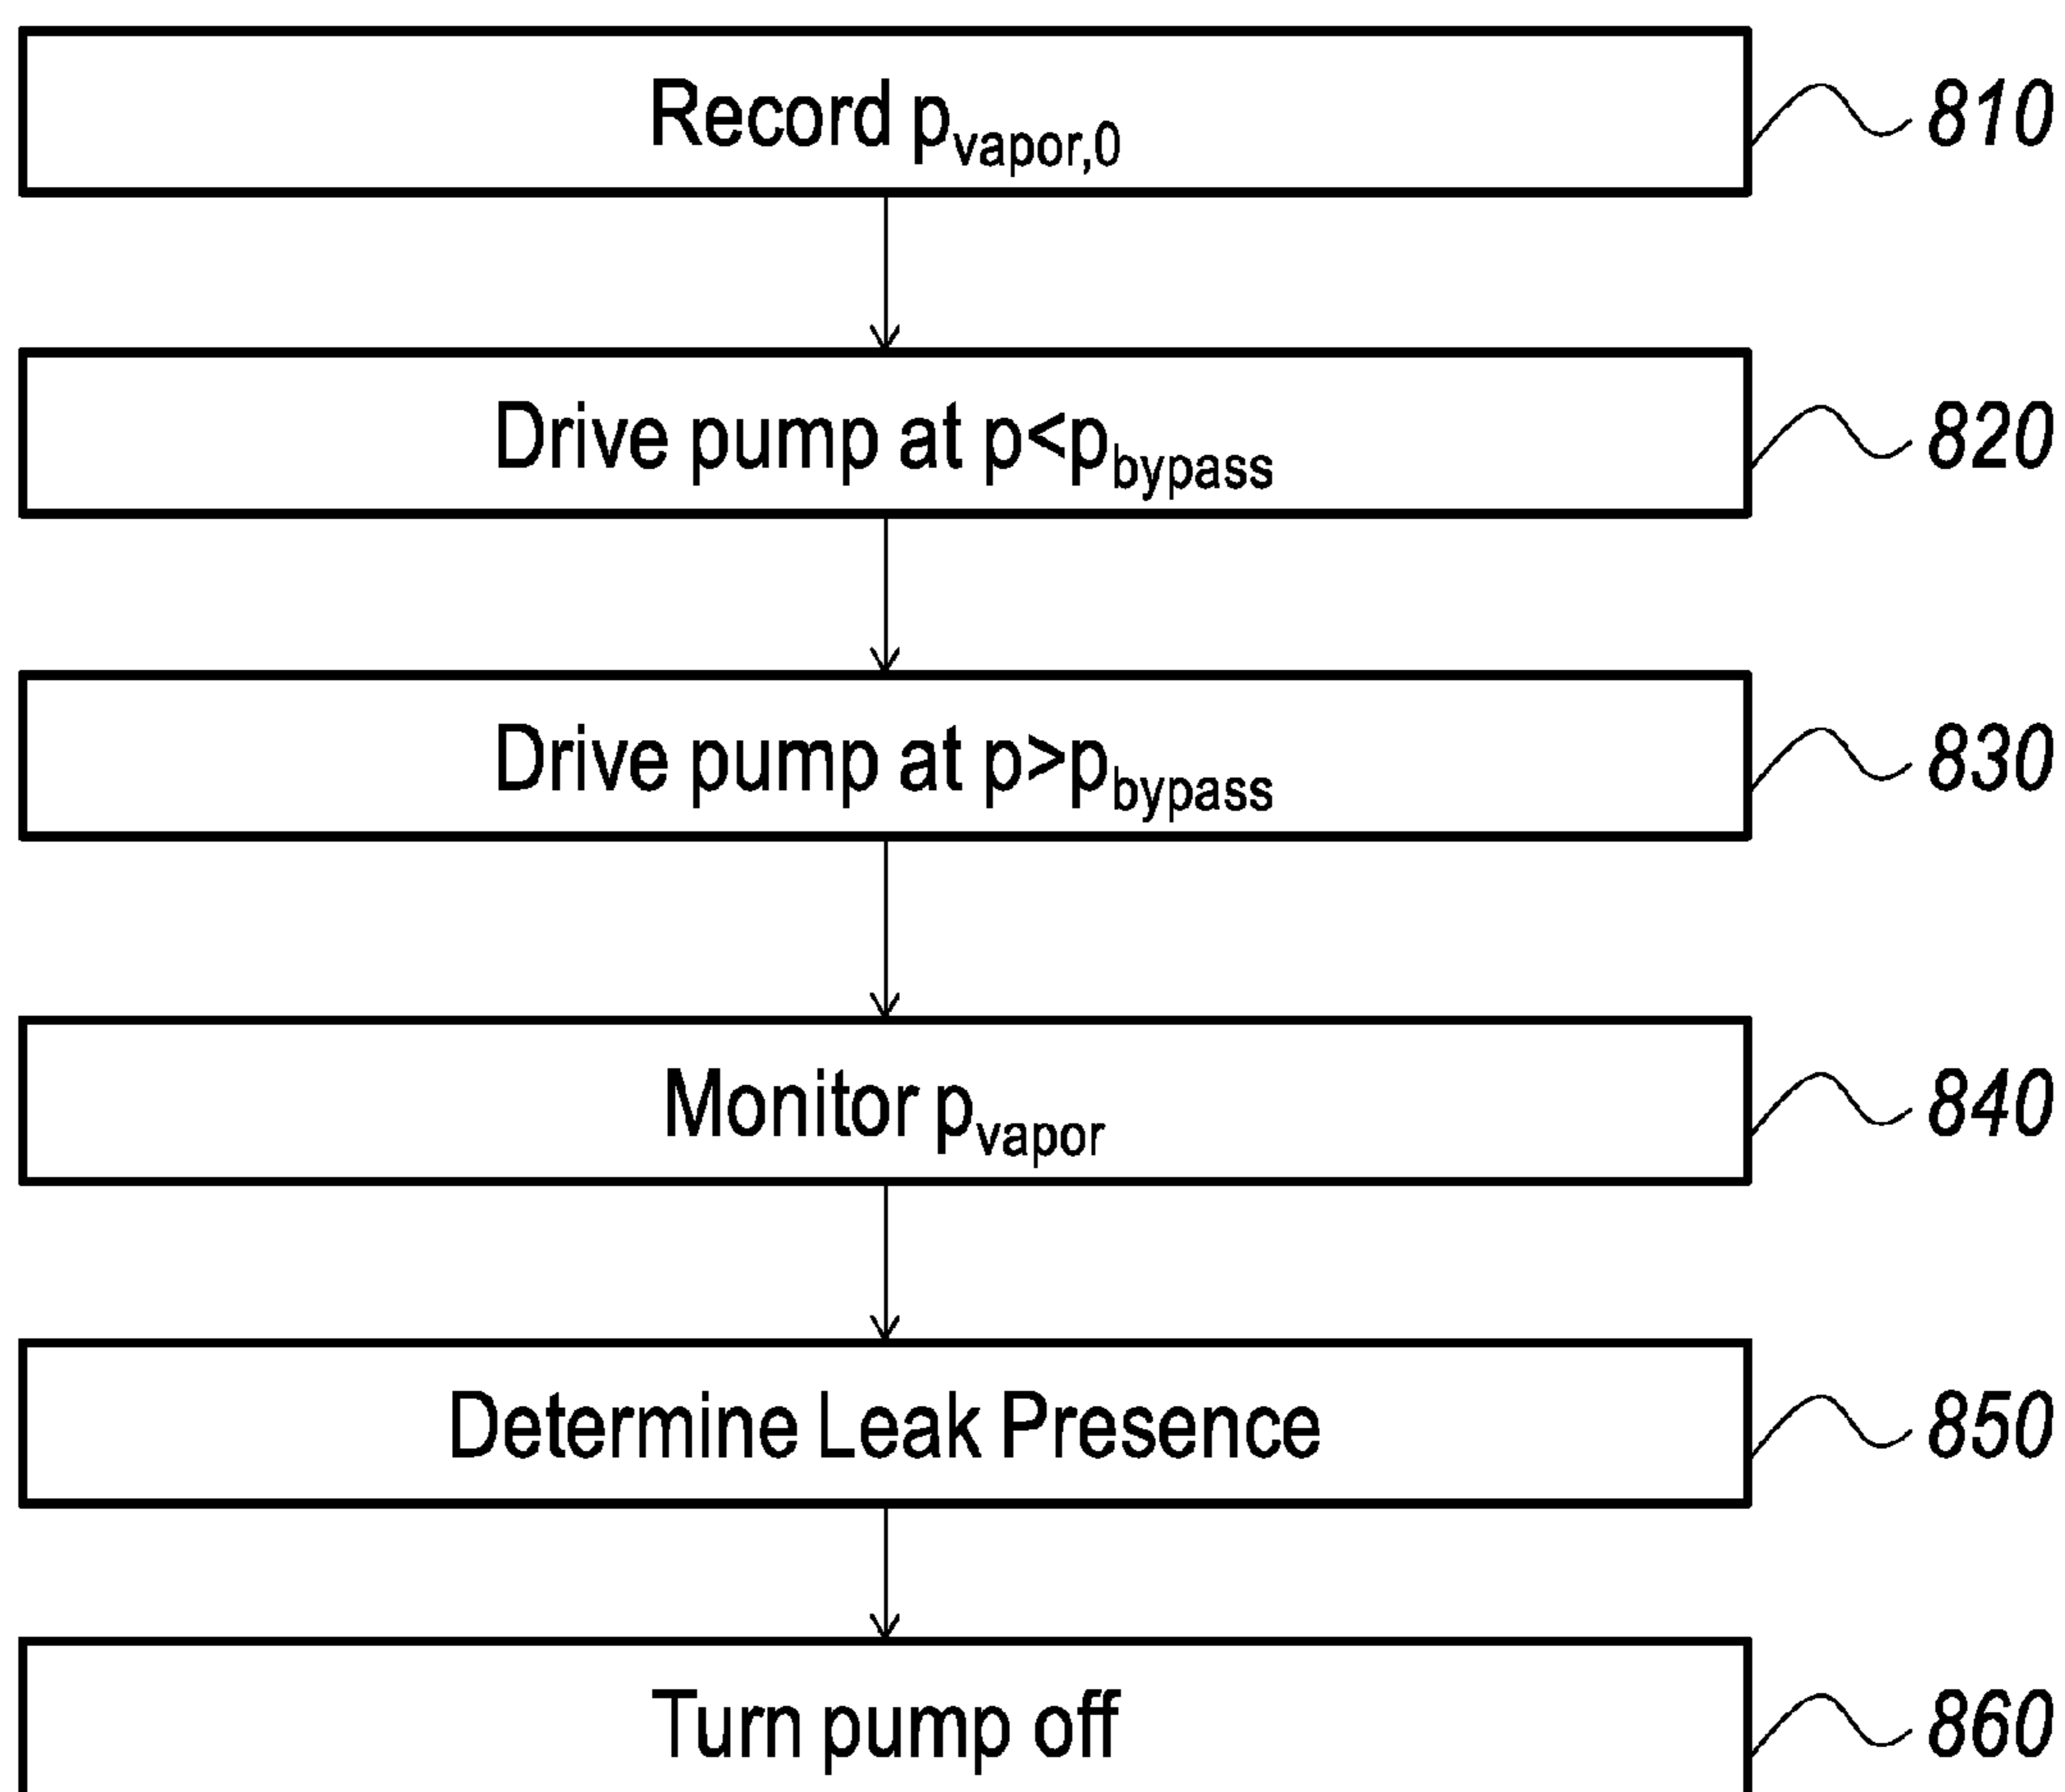 Record pvapor,0 810
Drive pump at p<pbypass 820
Drive pump at p>pbypass 830
Monitor pvapor 840
Determine Leak Presence 850
Turn pump off 860